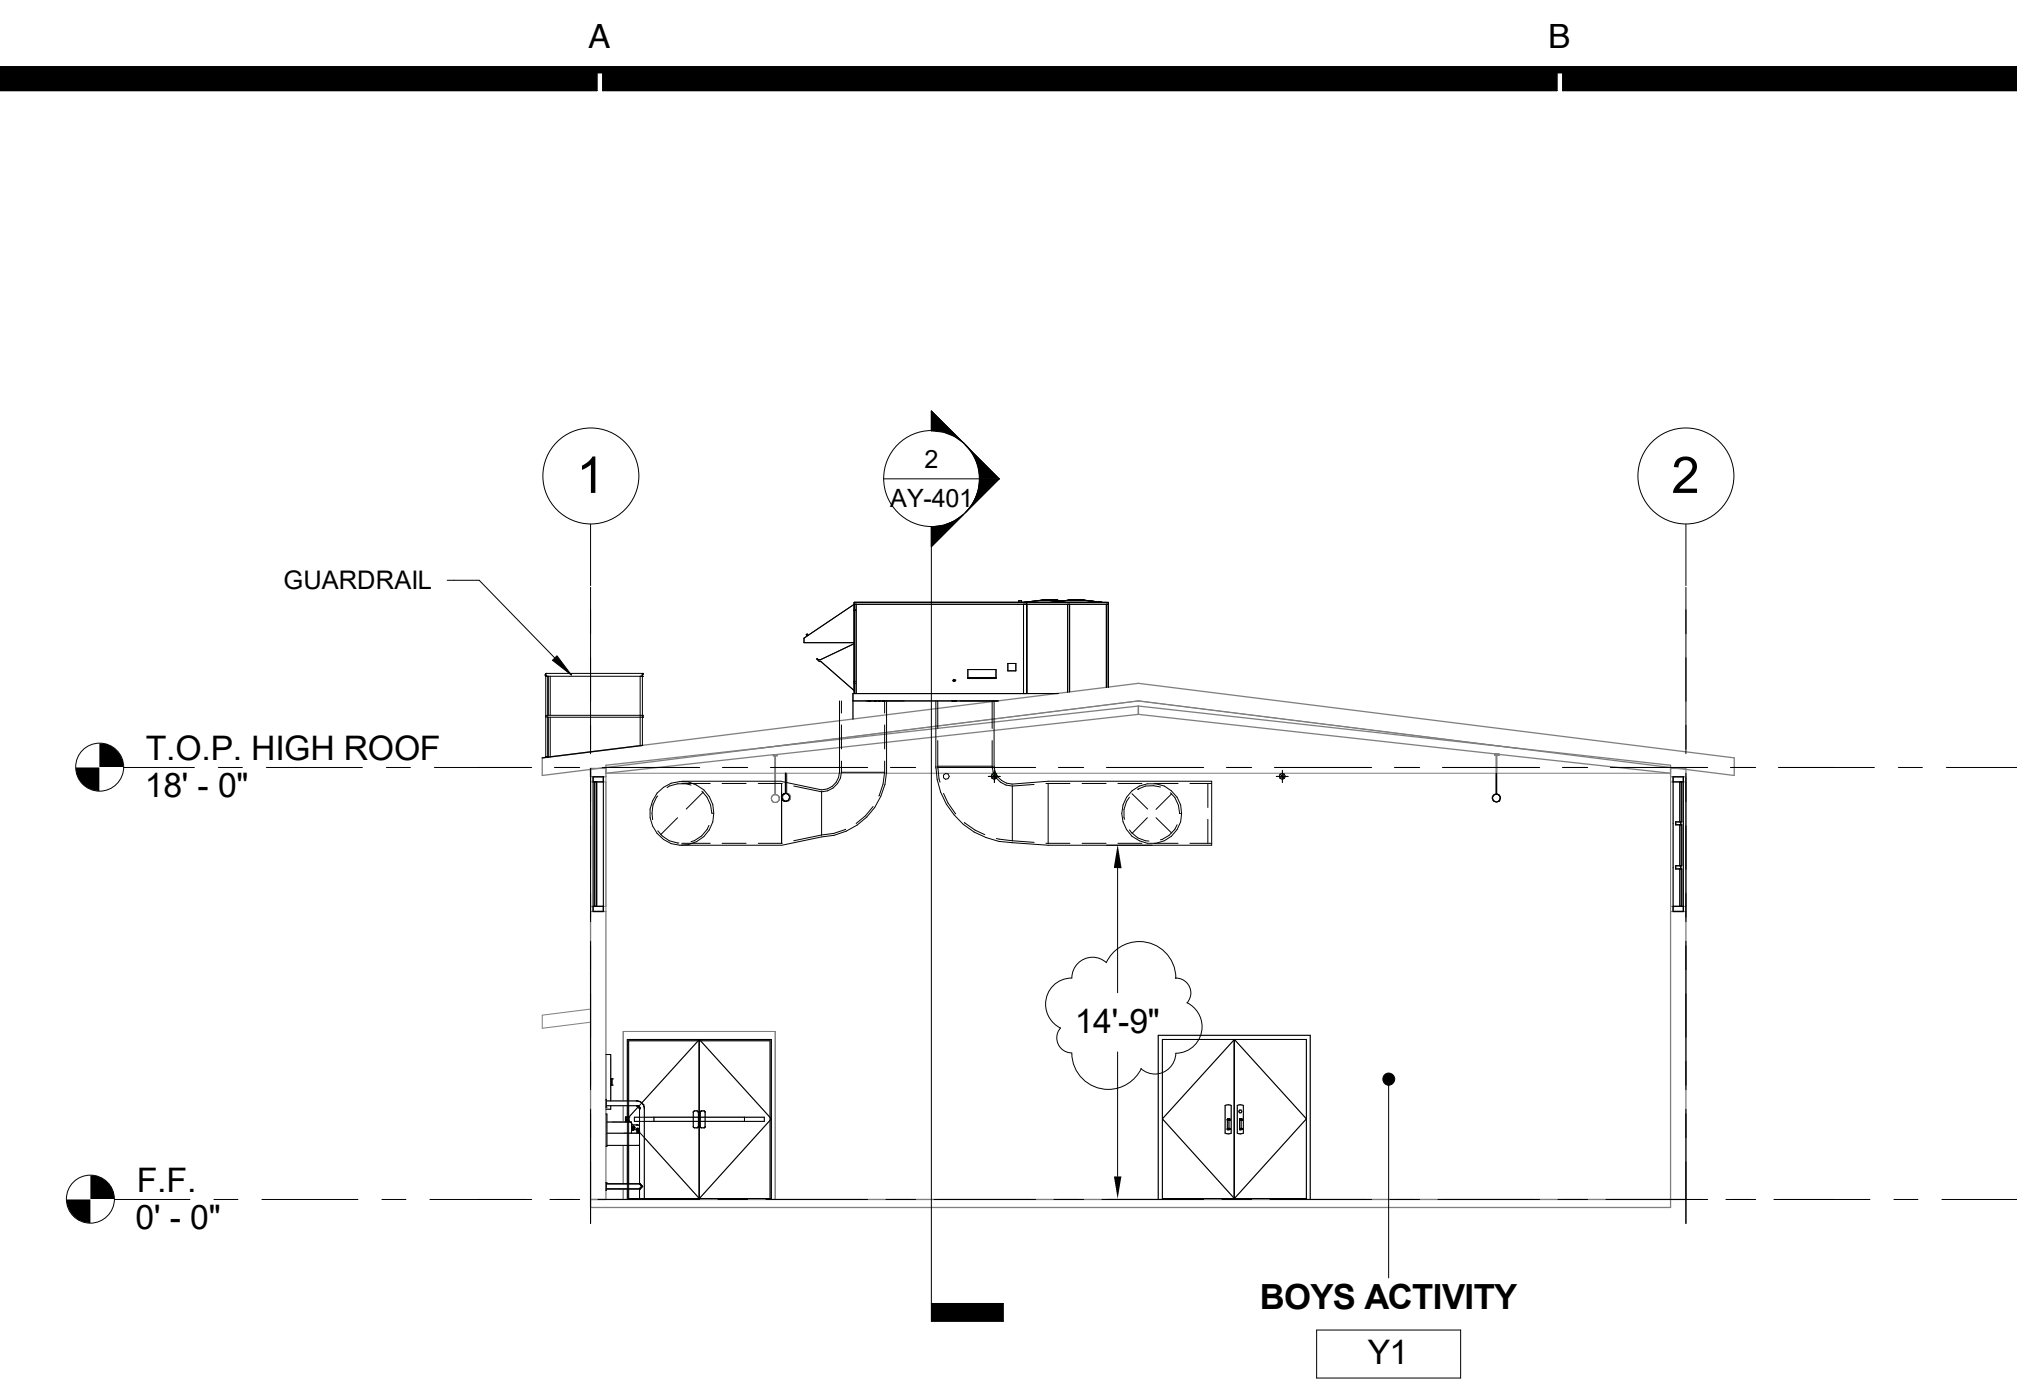 A
B
1
2
AY-401
2
GUARDRAIL
T.O.P. HIGH ROOF
18' - 0"
14'-9"
F.F.
0' - 0"
BOYS ACTIVITY
Y1